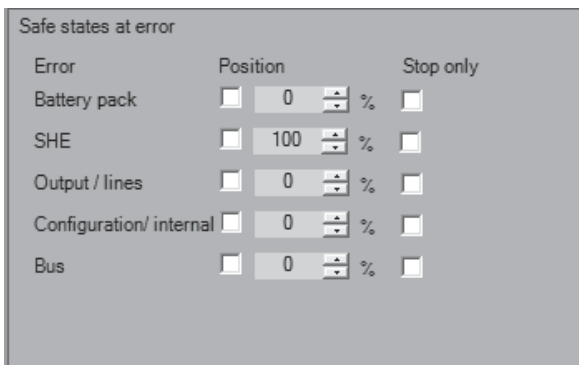 Safe states at error
Error Position Stop only
Battery pack 0 %
SHE 100 %
Output / lines 0 %
Configuration/ internal 0 %
Bus 0 %